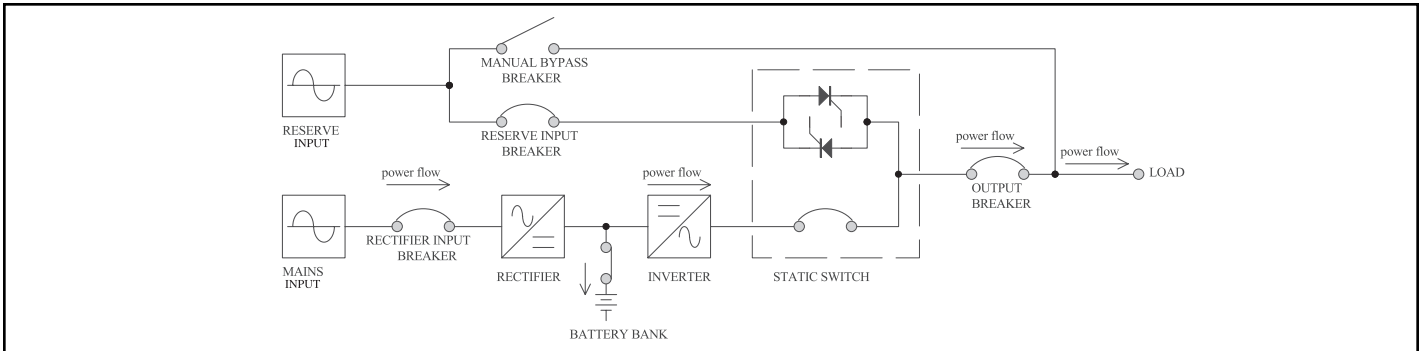 MANUAL BYPASS
BREAKER
RESERVE
INPUT
RESERVE INPUT
BREAKER
power flow
power flow
LOAD
OUTPUT
BREAKER
power flow
power flow
RECTIFIER INPUT
BREAKER
MAINS
INPUT
RECTIFIER
INVERTER
STATIC SWITCH
BATTERY BANK